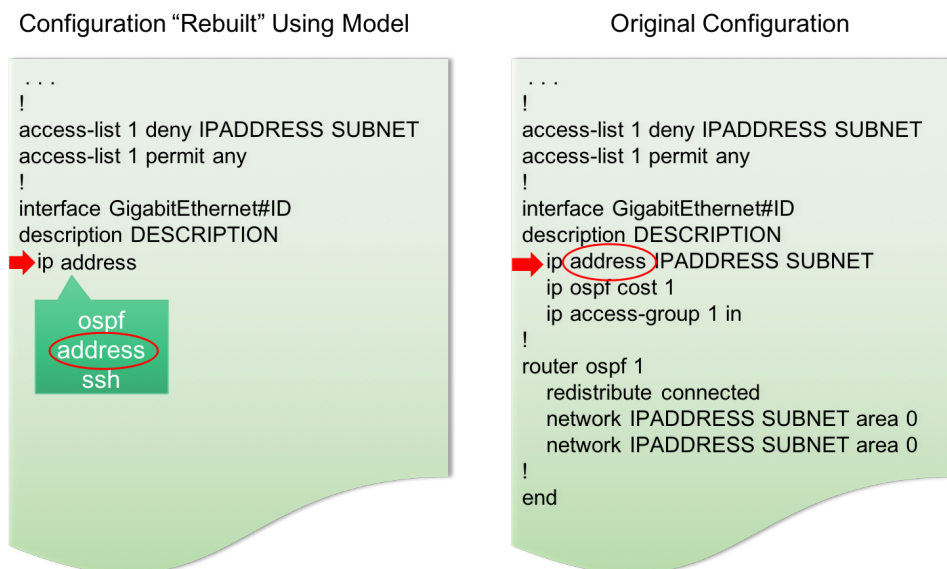 Configuration “Rebuilt” Using Model
. . .
!
access-list 1 deny IPADDRESS SUBNET
access-list 1 permit any
!
interface GigabitEthernet#ID
description DESCRIPTION
ip address
ospf
address
ssh
Original Configuration
. . .
!
access-list 1 deny IPADDRESS SUBNET
access-list 1 permit any
!
interface GigabitEthernet#ID
description DESCRIPTION
ip address IPADDRESS SUBNET
ip ospf cost 1
ip access-group 1 in
!
router ospf 1
redistribute connected
network IPADDRESS SUBNET area 0
network IPADDRESS SUBNET area 0
!
end